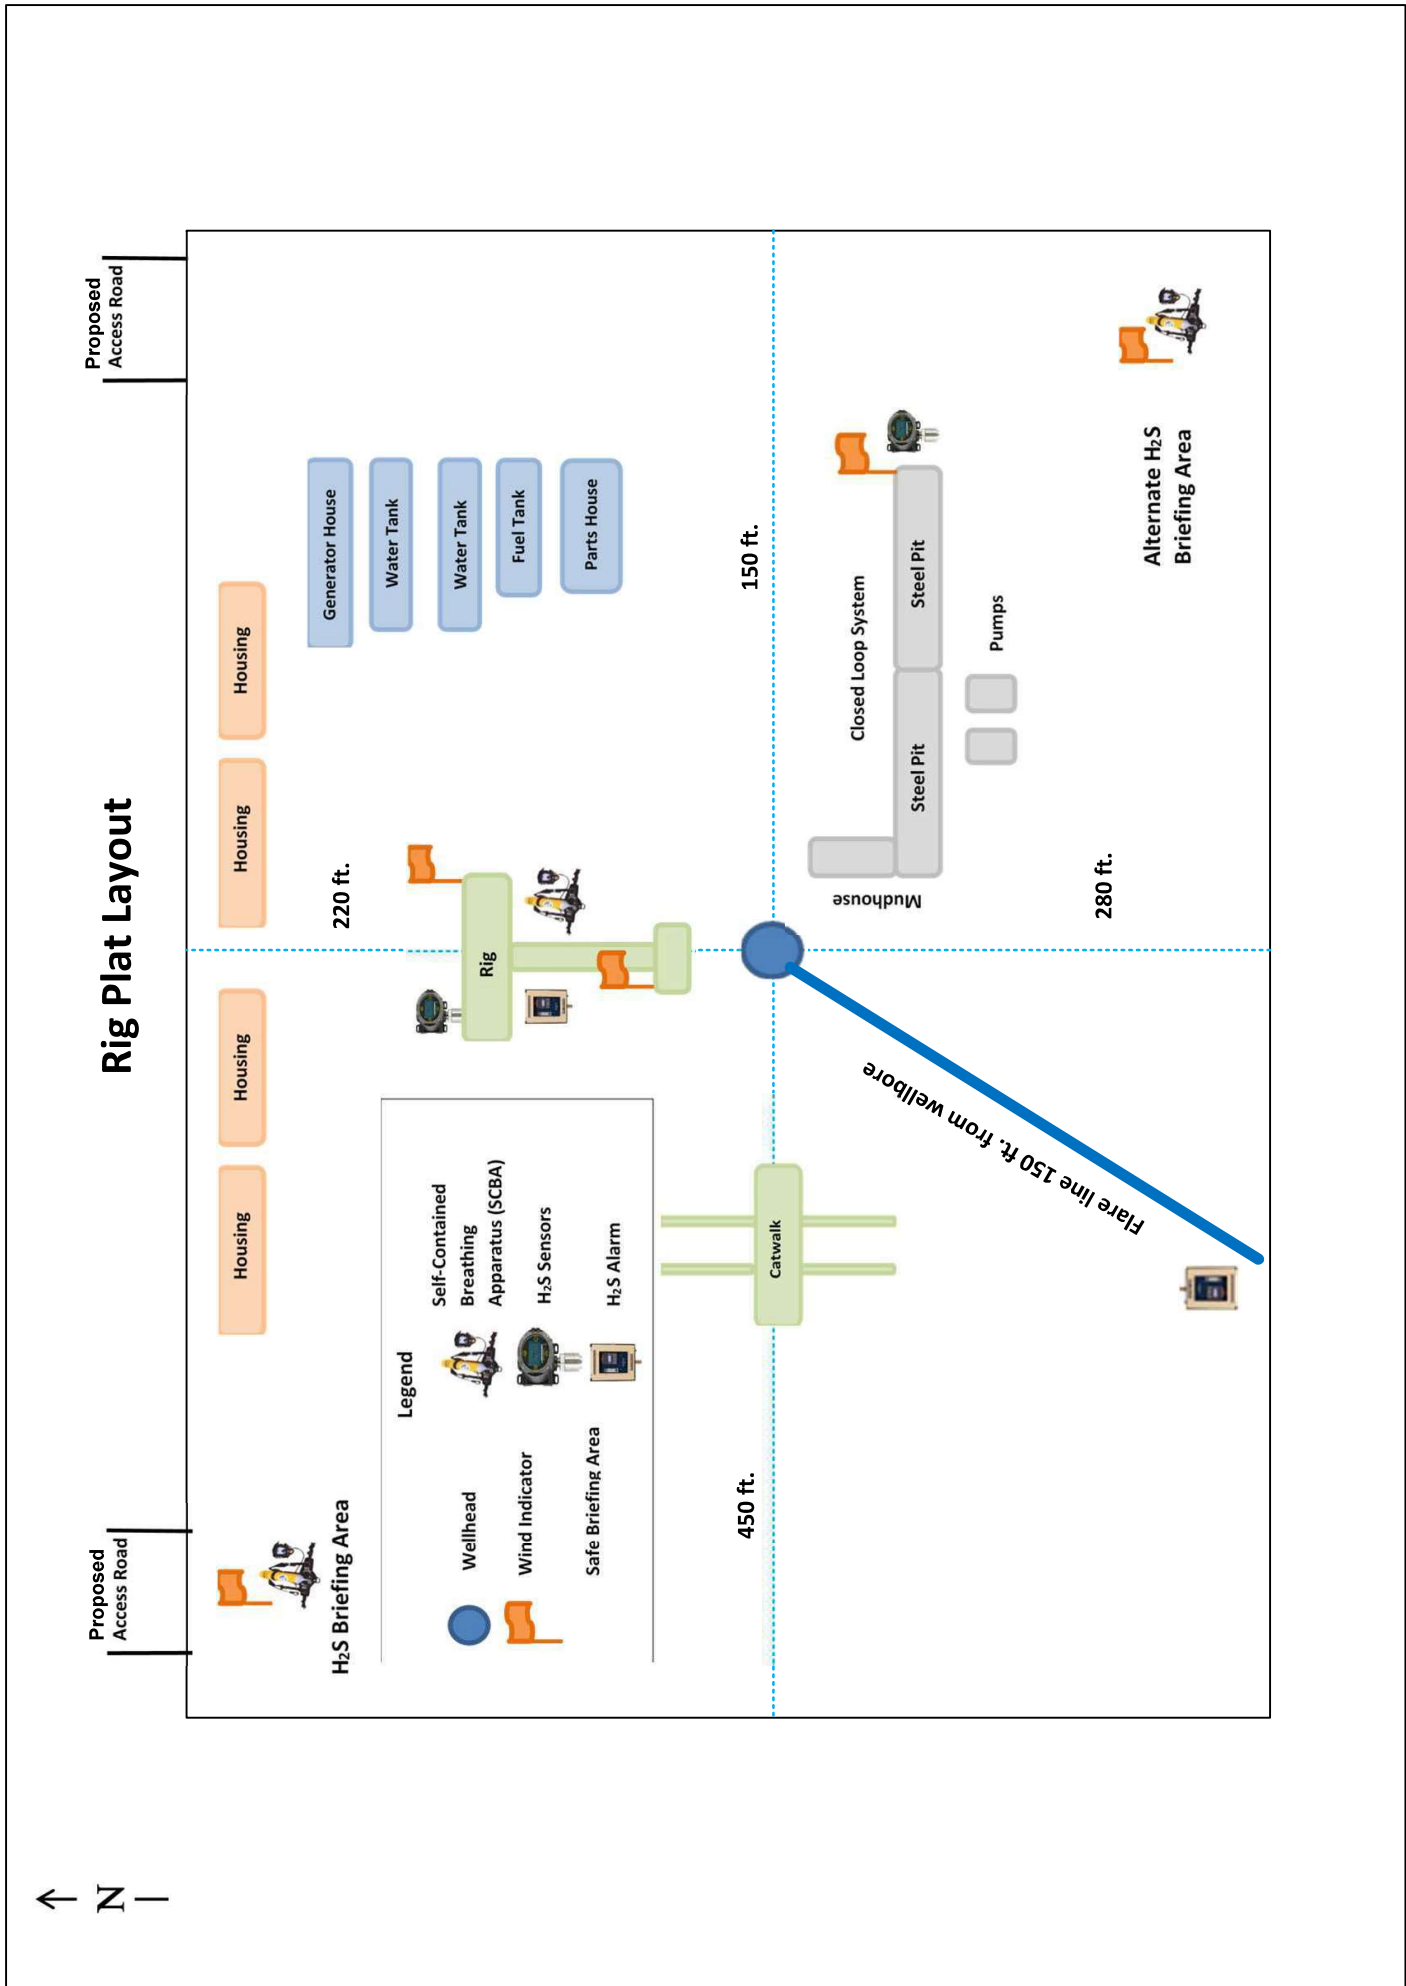 Rig Plat Layout
Proposed
Access Road
Proposed
Access Road
Housing
Housing
Housing
Housing
H₂S Briefing Area
220 ft.
Generator House
Water Tank
Water Tank
Fuel Tank
Parts House
Rig
Legend
Wellhead
Wind Indicator
Safe Briefing Area
Self-Contained
Breathing
Apparatus (SCBA)
H₂S Sensors
H₂S Alarm
450 ft.
150 ft.
Catwalk
Closed Loop System
Mudhouse
Steel Pit
Steel Pit
Pumps
Flare line 150 ft. from wellbore
280 ft.
Alternate H₂S
Briefing Area
N